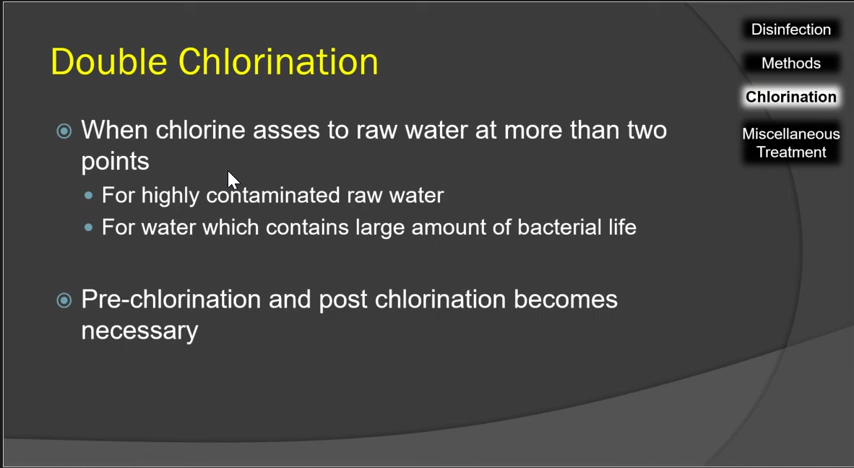 Double Chlorination
When chlorine asses to raw water at more than two
points
For highly contaminated raw water
For water which contains large amount of bacterial life
Pre-chlorination and post chlorination becomes
necessary
Disinfection
Methods
Chlorination
Miscellaneous
Treatment